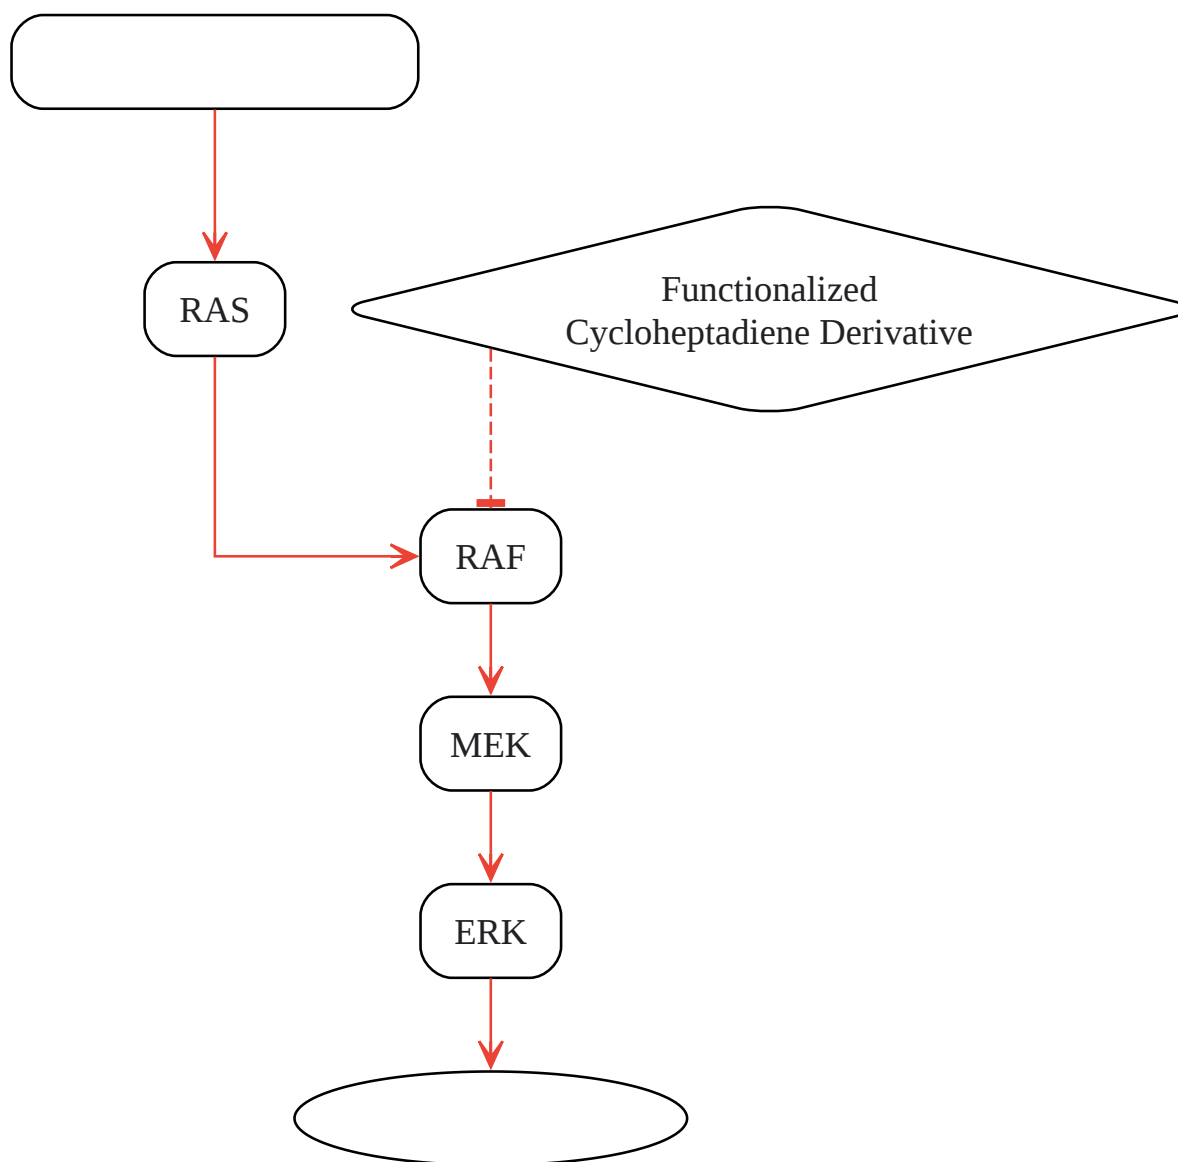 RAS
Functionalized
Cycloheptadiene Derivative
RAF
MEK
ERK